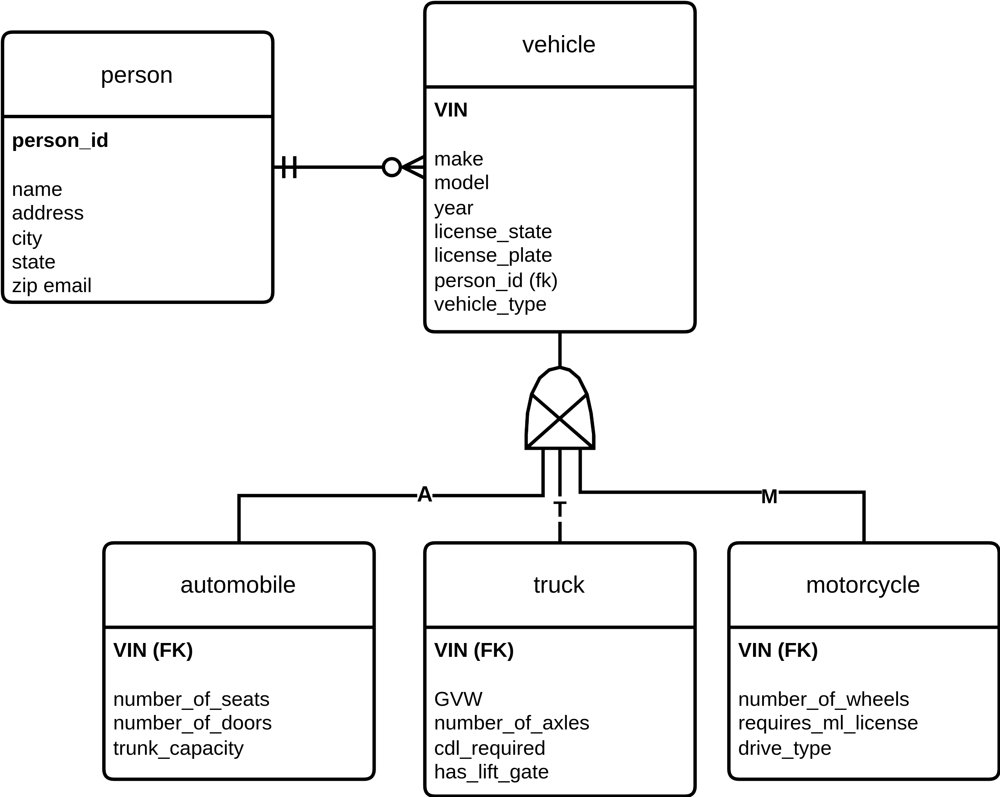 person
person_id
name
address
city
state
zip email
vehicle
VIN
make
model
year
license_state
license_plate
person_id (fk)
vehicle_type
A
T
M
automobile
VIN (FK)
number_of_seats
number_of_doors
trunk_capacity
truck
VIN (FK)
GVW
number_of_axles
cdl_required
has_lift_gate
motorcycle
VIN (FK)
number_of_wheels
requires_ml_license
drive_type